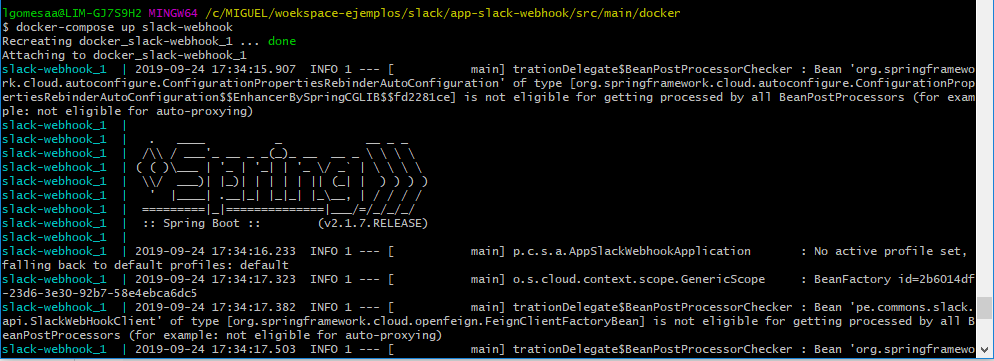 lgomesaa@LIM-GJ7S9H2 MINGW64 /c/MIGUEL/woekspace-ejemplos/slack/app-slack-webhook/src/main/docker
$ docker-compose up slack-webhook
Recreating docker_slack-webhook_1 ... done
Attaching to docker_slack-webhook_1
slack-webhook_1  | 2019-09-24 17:34:15.907  INFO 1 --- [           main] trationDelegate$BeanPostProcessorChecker : Bean 'org.springframewo
rk.cloud.autoconfigure.ConfigurationPropertiesRebinderAutoConfiguration' of type [org.springframework.cloud.autoconfigure.ConfigurationProp
ertiesRebinderAutoConfiguration$$EnhancerBySpringCGLIB$$fd2281ce] is not eligible for getting processed by all BeanPostProcessors (for exam
ple: not eligible for auto-proxying)
slack-webhook_1  |
slack-webhook_1  |   .   ____          _            __ _ _
slack-webhook_1  |  /\\ / ___'_ __ _ _(_)_ __  __ _ \ \ \ \
slack-webhook_1  | ( ( )\___ | '_ | '_| | '_ \/ _` | \ \ \ \
slack-webhook_1  |  \\/  ___)| |_)| | | | | || (_| |  ) ) ) )
slack-webhook_1  |   '  |____| .__|_| |_|_| |_\__, | / / / /
slack-webhook_1  |  =========|_|==============|___/=/_/_/_/
slack-webhook_1  |  :: Spring Boot ::        (v2.1.7.RELEASE)
slack-webhook_1  |
slack-webhook_1  | 2019-09-24 17:34:16.233  INFO 1 --- [           main] p.c.s.a.AppSlackWebhookApplication       : No active profile set,
falling back to default profiles: default
slack-webhook_1  | 2019-09-24 17:34:17.323  INFO 1 --- [           main] o.s.cloud.context.scope.GenericScope     : BeanFactory id=2b6014df
-23d6-3e30-92b7-58e4ebca6dc5
slack-webhook_1  | 2019-09-24 17:34:17.382  INFO 1 --- [           main] trationDelegate$BeanPostProcessorChecker : Bean 'pe.commons.slack.
api.SlackWebHookClient' of type [org.springframework.cloud.openfeign.FeignClientFactoryBean] is not eligible for getting processed by all B
eanPostProcessors (for example: not eligible for auto-proxying)
slack-webhook_1  | 2019-09-24 17:34:17.503  INFO 1 --- [           main] trationDelegate$BeanPostProcessorChecker : Bean 'org.springframewo